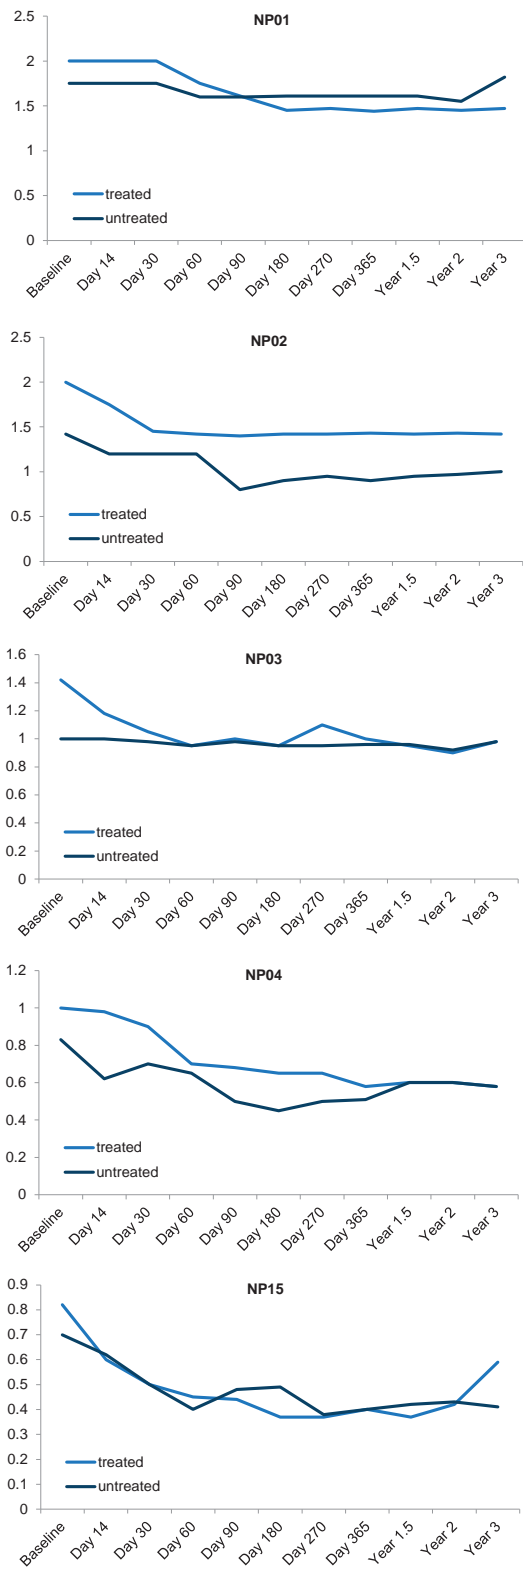 NP01
2.5
2
1.5
1
0.5
0
treated
untreated
Baseline
Day 14
Day 30
Day 60
Day 90
Day 180
Day 270
Day 365
Year 1.5
Year 2
Year 3
NP02
2.5
2
1.5
1
0.5
0
treated
untreated
Baseline
Day 14
Day 30
Day 60
Day 90
Day 180
Day 270
Day 365
Year 1.5
Year 2
Year 3
NP03
1.6
1.4
1.2
1
0.8
0.6
0.4
0.2
0
treated
untreated
Baseline
Day 14
Day 30
Day 60
Day 90
Day 180
Day 270
Day 365
Year 1.5
Year 2
Year 3
NP04
1.2
1
0.8
0.6
0.4
0.2
0
treated
untreated
Baseline
Day 14
Day 30
Day 60
Day 90
Day 180
Day 270
Day 365
Year 1.5
Year 2
Year 3
NP15
0.9
0.8
0.7
0.6
0.5
0.4
0.3
0.2
0.1
0
treated
untreated
Baseline
Day 14
Day 30
Day 60
Day 90
Day 180
Day 270
Day 365
Year 1.5
Year 2
Year 3